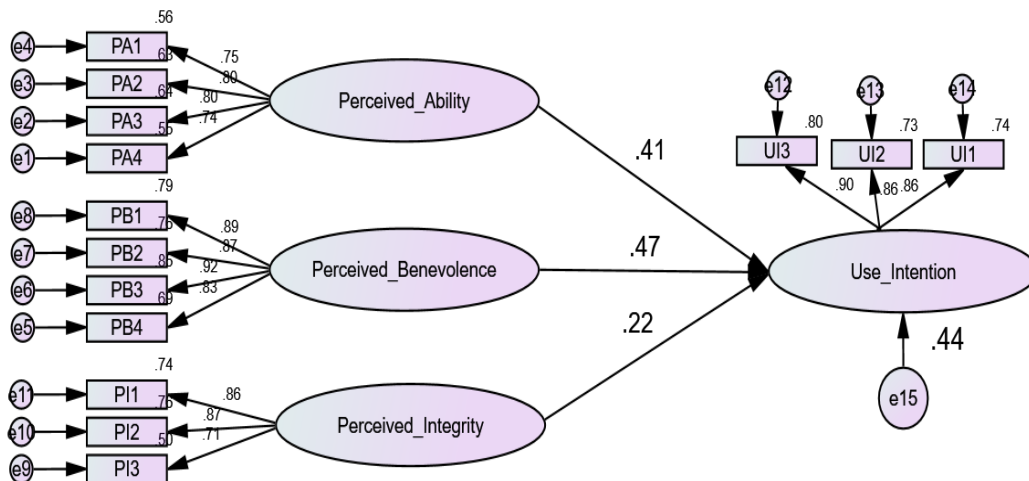 .56
e4 PA1 .75
.63
e3 PA2 .80
.64
e2 PA3 .80
.55
e1 PA4 .74
Perceived_Ability
.79
e8 PB1 .89
.75
e7 PB2 .87
.85
e6 PB3 .92
.69
e5 PB4 .83
Perceived_Benevolence
.74
e11 PI1 .86
.75
e10 PI2 .87
.50
e9 PI3 .71
Perceived_Integrity
.41
.47
.22
e12 e13 e14
.80 .73 .74
UI3 UI2 UI1
.90 .86 .86
Use_Intention
.44
e15